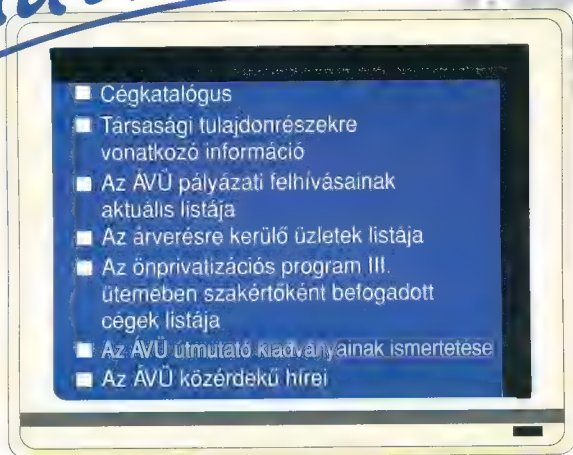 Cégkatalógus
Társasági tulajdonrészekre
vonatkozó információ
Az ÁVÜ pályázati felhívásainak
aktuális listája
Az árverésre kerülő üzletek listája
Az önprivatizációs program III.
ütemében szakértőként befogadott
cégek listája
Az ÁVÜ útmutató kiadványainak ismertetése
Az ÁVÜ közérdekű hírei